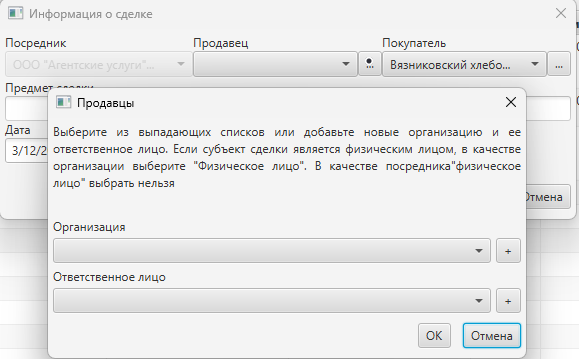 Информация о сделке
Посредник Продавец Покупатель
ООО "Агентские услуги"... Вязниковский хлебо... ...
Предмет сделки
Продавцы
Дата
3/12/2
Выберите из выпадающих списков или добавьте новые организацию и ее
ответственное лицо. Если субъект сделки является физическим лицом, в качестве
организации выберите "Физическое лицо". В качестве посредника"физическое
лицо" выбрать нельзя
Отмена
Организация
+
Ответственное лицо
+
OK Отмена